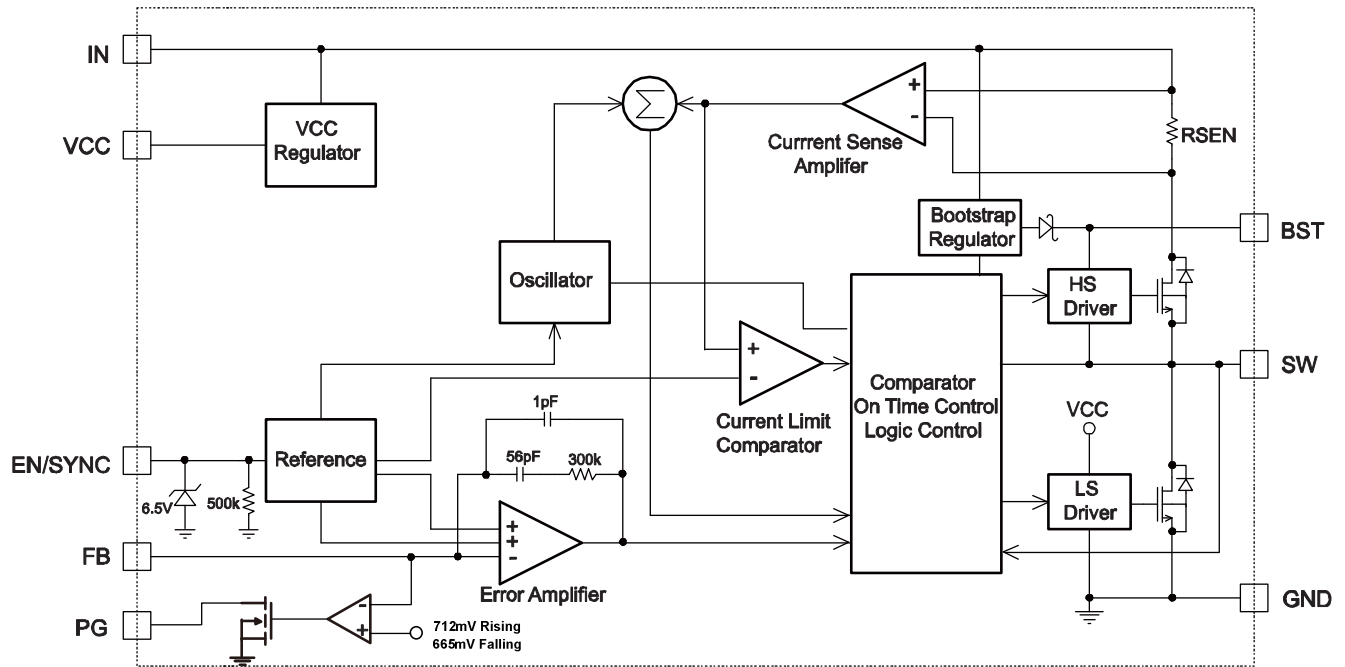 IN
VCC
Regulator
VCC
Σ
+
-
Currrent Sense
Amplifer
RSEN
Bootstrap
Regulator
BST
Oscillator
HS
Driver
+
-
Current Limit
Comparator
Comparator
On Time Control
Logic Control
SW
VCC
1pF
56pF
300k
EN/SYNC
Reference
6.5V
500k
LS
Driver
+
+
-
FB
Error Amplifier
PG
-
+
712mV Rising
665mV Falling
GND